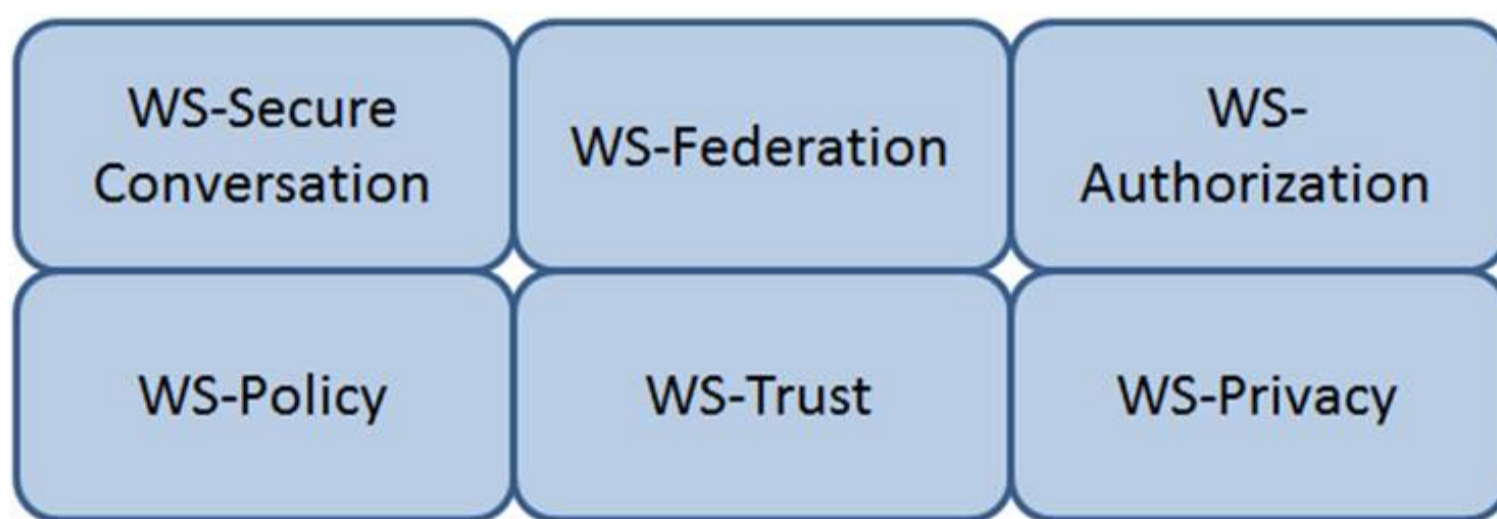 WS-Secure
Conversation
WS-Federation
WS-
Authorization
WS-Policy
WS-Trust
WS-Privacy